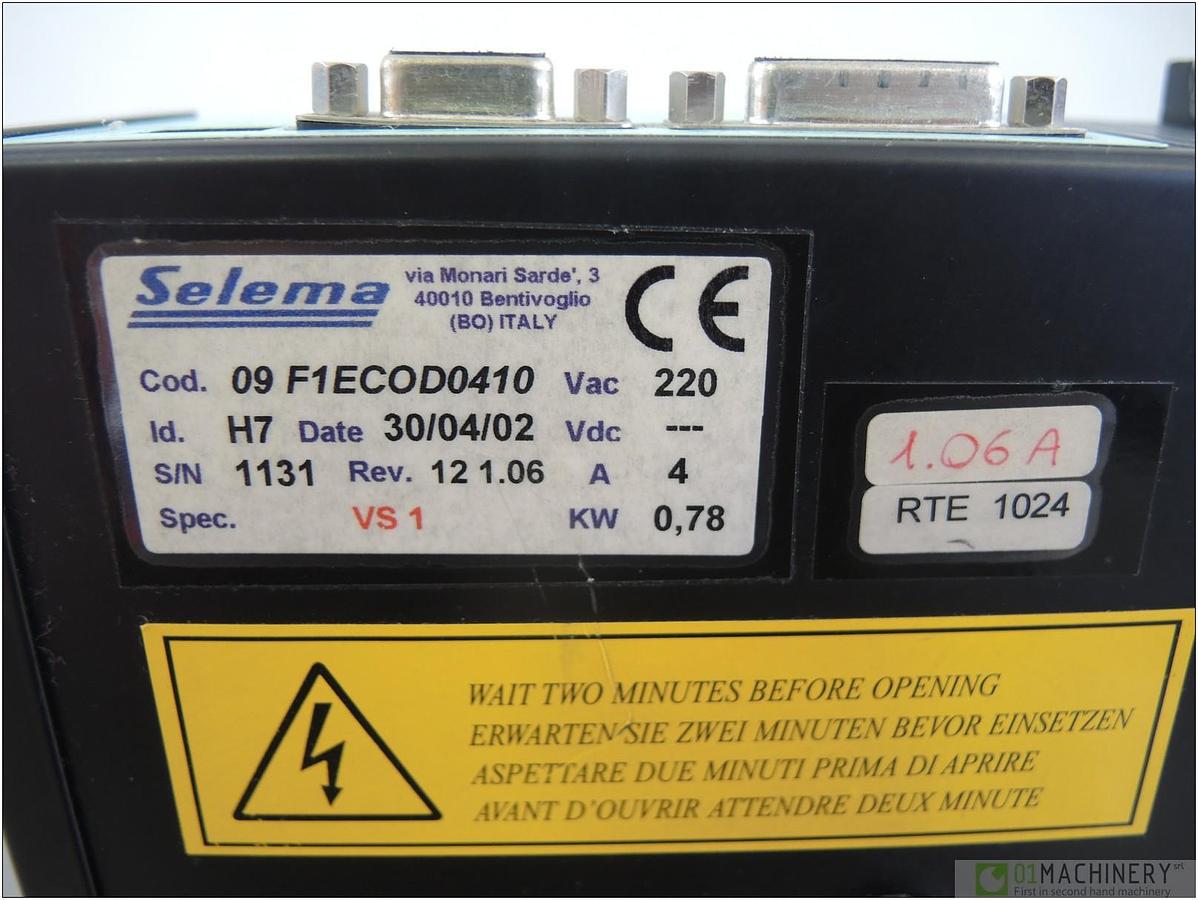 Selema
via Monari Sarde', 3
40010 Bentivoglio
(BO) ITALY
CE
Cod. 09 F1ECOD0410 Vac 220
Id. H7 Date 30/04/02 Vdc ---
S/N 1131 Rev. 12 1.06 A 4
Spec. VS 1 KW 0,78
1.06 A
RTE 1024
WAIT TWO MINUTES BEFORE OPENING
ERWARTEN SIE ZWEI MINUTEN BEVOR EINSETZEN
ASPETTARE DUE MINUTI PRIMA DI APRIRE
AVANT D'OUVRIR ATTENDRE DEUX MINUTE
01MACHINERY srl
First in second hand machinery